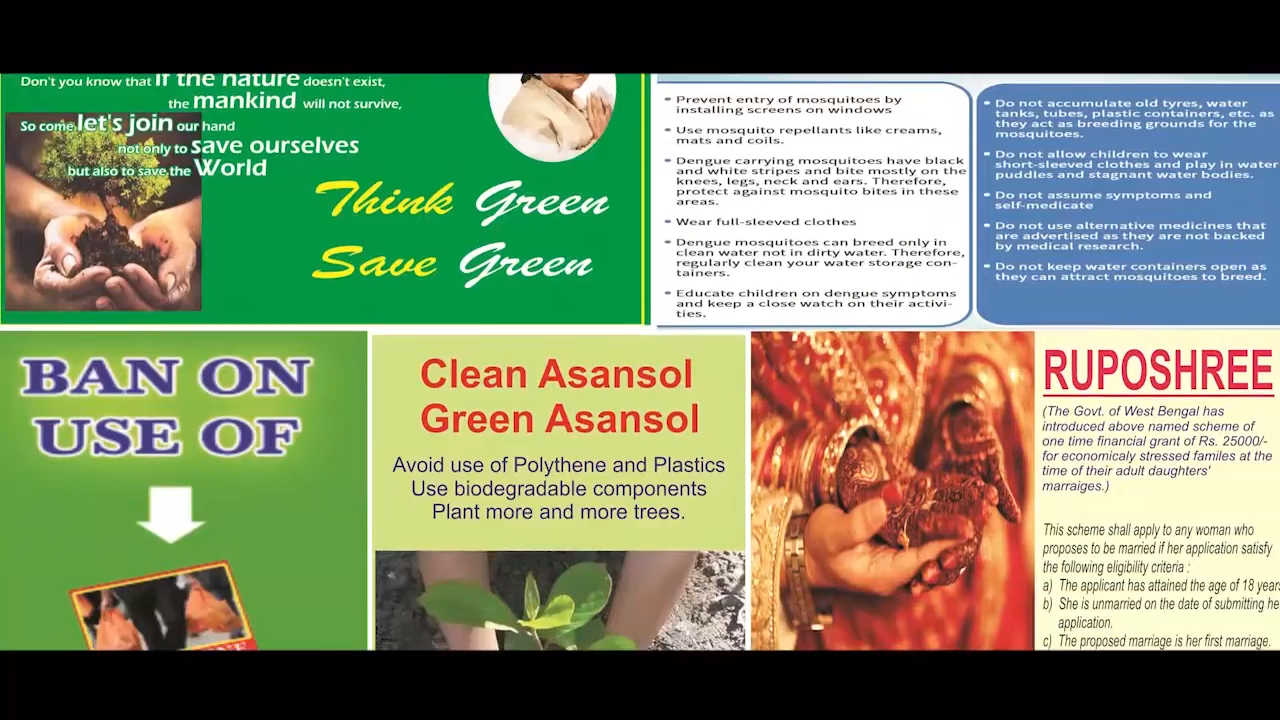 Don't you know that if the nature doesn't exist,
the mankind will not survive,
So come let's join our hand
not only to save ourselves
but also to save the World
Think Green
Save Green
• Prevent entry of mosquitoes by
installing screens on windows
• Use mosquito repellants like creams,
mats and coils.
• Dengue carrying mosquitoes have black
and white stripes and bite mostly on the
knees, legs, neck and ears. Therefore,
protect against mosquito bites in these
areas.
• Wear full-sleeved clothes
• Dengue mosquitoes can breed only in
clean water not in dirty water. Therefore,
regularly clean your water storage con-
tainers.
• Educate children on dengue symptoms
and keep a close watch on their activi-
ties.
• Do not accumulate old tyres, water
tanks, tubes, plastic containers, etc. as
they act as breeding grounds for the
mosquitoes.
• Do not allow children to wear
short-sleeved clothes and play in water
puddles and stagnant water bodies.
• Do not assume symptoms and
self-medicate
• Do not use alternative medicines that
are advertised as they are not backed
by medical research.
• Do not keep water containers open as
they can attract mosquitoes to breed.
BAN ON
USE OF
Clean Asansol
Green Asansol
Avoid use of Polythene and Plastics
Use biodegradable components
Plant more and more trees.
RUPOSHREE
(The Govt. of West Bengal has
introduced above named scheme of
one time financial grant of Rs. 25000/-
for economicaly stressed familes at the
time of their adult daughters'
marraiges.)
This scheme shall apply to any woman who
proposes to be married if her application satisfy
the following eligibility criteria :
a) The applicant has attained the age of 18 year
b) She is unmarried on the date of submitting he
application.
c) The proposed marriage is her first marriage.